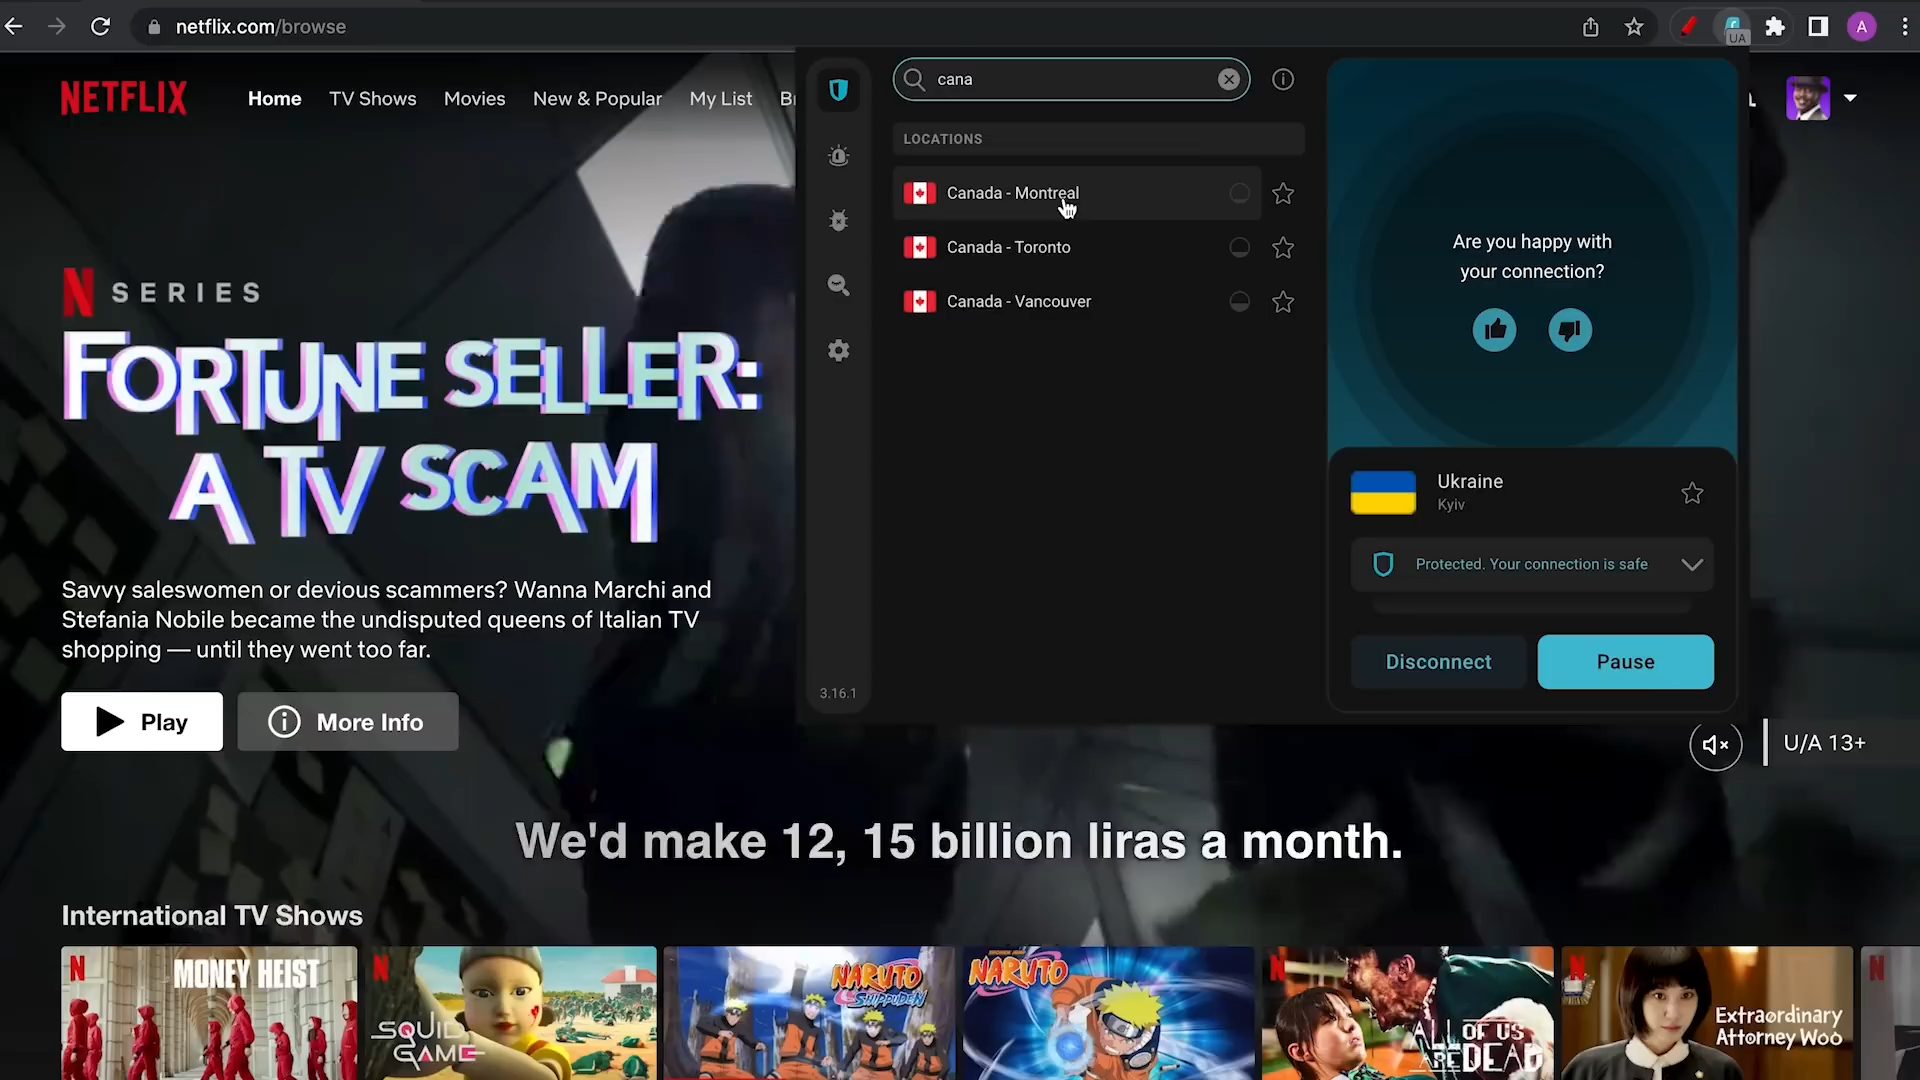 netflix.com/browse
UA
A
NETFLIX
Home
TV Shows
Movies
New & Popular
My List
cana
LOCATIONS
Canada - Montreal
Canada - Toronto
Canada - Vancouver
3.16.1
Are you happy with
your connection?
Ukraine
Kyiv
Protected. Your connection is safe
Disconnect
Pause
N SERIES
FORTUNE SELLER:
A TV SCAM
Savvy saleswomen or devious scammers? Wanna Marchi and
Stefania Nobile became the undisputed queens of Italian TV
shopping — until they went too far.
Play
More Info
U/A 13+
We'd make 12, 15 billion liras a month.
International TV Shows
N
MONEY HEIST
N
SQUID
GAME
NARUTO
SHIPPUDEN
NARUTO
N
ALL OF US
ARE DEAD
N
Extraordinary
Attorney Woo
N